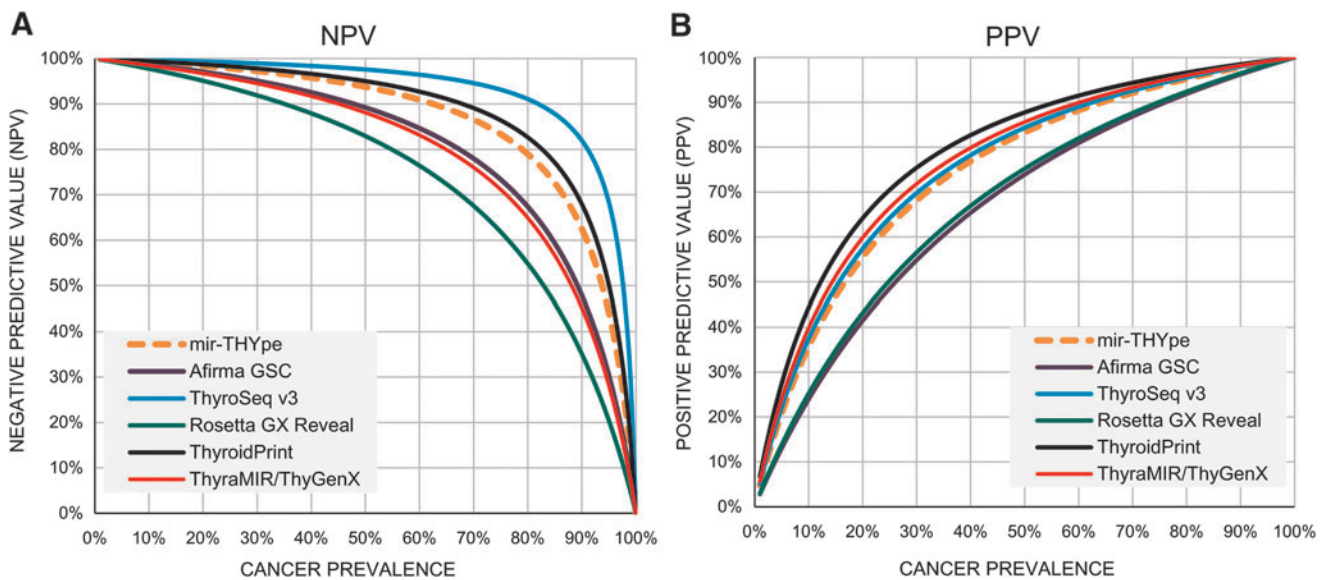 A
NPV
NEGATIVE PREDICTIVE VALUE (NPV)
100%
90%
80%
70%
60%
50%
40%
30%
20%
10%
0%
mir-THYpe
Afirma GSC
ThyroSeq v3
Rosetta GX Reveal
ThyroidPrint
ThyraMIR/ThyGenX
0% 10% 20% 30% 40% 50% 60% 70% 80% 90% 100%
CANCER PREVALENCE
B
PPV
POSITIVE PREDICTIVE VALUE (PPV)
100%
90%
80%
70%
60%
50%
40%
30%
20%
10%
0%
mir-THYpe
Afirma GSC
ThyroSeq v3
Rosetta GX Reveal
ThyroidPrint
ThyraMIR/ThyGenX
0% 10% 20% 30% 40% 50% 60% 70% 80% 90% 100%
CANCER PREVALENCE